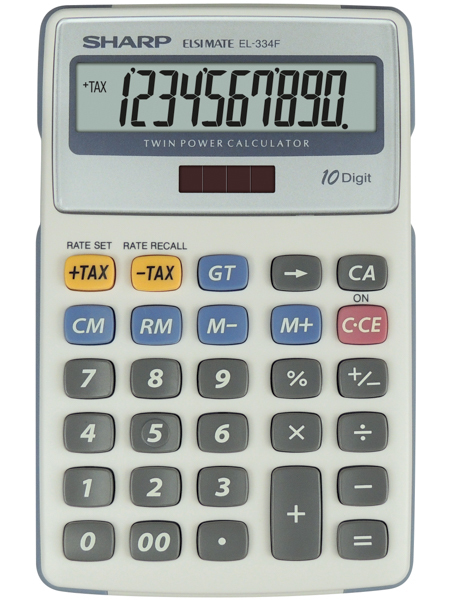 SHARP ELSIMATE EL-334F
+TAX 1234567890.
TWIN POWER CALCULATOR
10 Digit
RATE SET RATE RECALL
+TAX −TAX GT → CA
ON
CM RM M− M+ C·CE
7 8 9 % +/−
4 5 6 × ÷
1 2 3 + −
0 00 · =